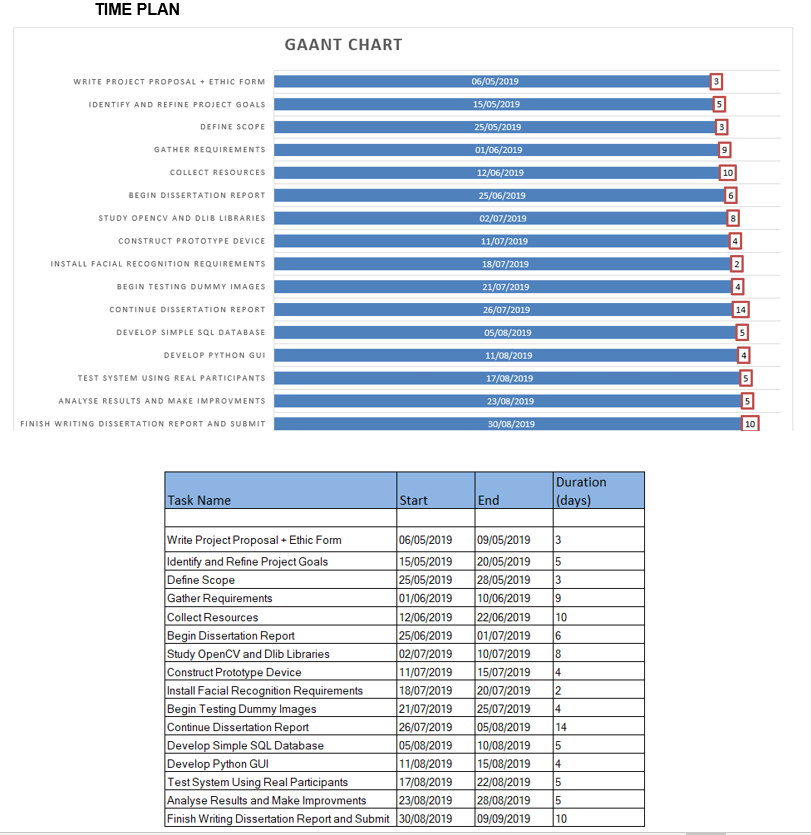 TIME PLAN
GAANT CHART
WRITE PROJECT PROPOSAL + ETHIC FORM 06/05/2019 3
IDENTIFY AND REFINE PROJECT GOALS 15/05/2019 5
DEFINE SCOPE 25/05/2019 3
GATHER REQUIREMENTS 01/06/2019 9
COLLECT RESOURCES 12/06/2019 10
BEGIN DISSERTATION REPORT 25/06/2019 6
STUDY OPENCV AND DLIB LIBRARIES 02/07/2019 8
CONSTRUCT PROTOTYPE DEVICE 11/07/2019 4
INSTALL FACIAL RECOGNITION REQUIREMENTS 18/07/2019 2
BEGIN TESTING DUMMY IMAGES 21/07/2019 4
CONTINUE DISSERTATION REPORT 26/07/2019 14
DEVELOP SIMPLE SQL DATABASE 05/08/2019 5
DEVELOP PYTHON GUI 11/08/2019 4
TEST SYSTEM USING REAL PARTICIPANTS 17/08/2019 5
ANALYSE RESULTS AND MAKE IMPROVMENTS 23/08/2019 5
FINISH WRITING DISSERTATION REPORT AND SUBMIT 30/08/2019 10
Task Name Start End Duration (days)
Write Project Proposal + Ethic Form 06/05/2019 09/05/2019 3
Identify and Refine Project Goals 15/05/2019 20/05/2019 5
Define Scope 25/05/2019 28/05/2019 3
Gather Requirements 01/06/2019 10/06/2019 9
Collect Resources 12/06/2019 22/06/2019 10
Begin Dissertation Report 25/06/2019 01/07/2019 6
Study OpenCV and Dlib Libraries 02/07/2019 10/07/2019 8
Construct Prototype Device 11/07/2019 15/07/2019 4
Install Facial Recognition Requirements 18/07/2019 20/07/2019 2
Begin Testing Dummy Images 21/07/2019 25/07/2019 4
Continue Dissertation Report 26/07/2019 05/08/2019 14
Develop Simple SQL Database 05/08/2019 10/08/2019 5
Develop Python GUI 11/08/2019 15/08/2019 4
Test System Using Real Participants 17/08/2019 22/08/2019 5
Analyse Results and Make Improvments 23/08/2019 28/08/2019 5
Finish Writing Dissertation Report and Submit 30/08/2019 09/09/2019 10